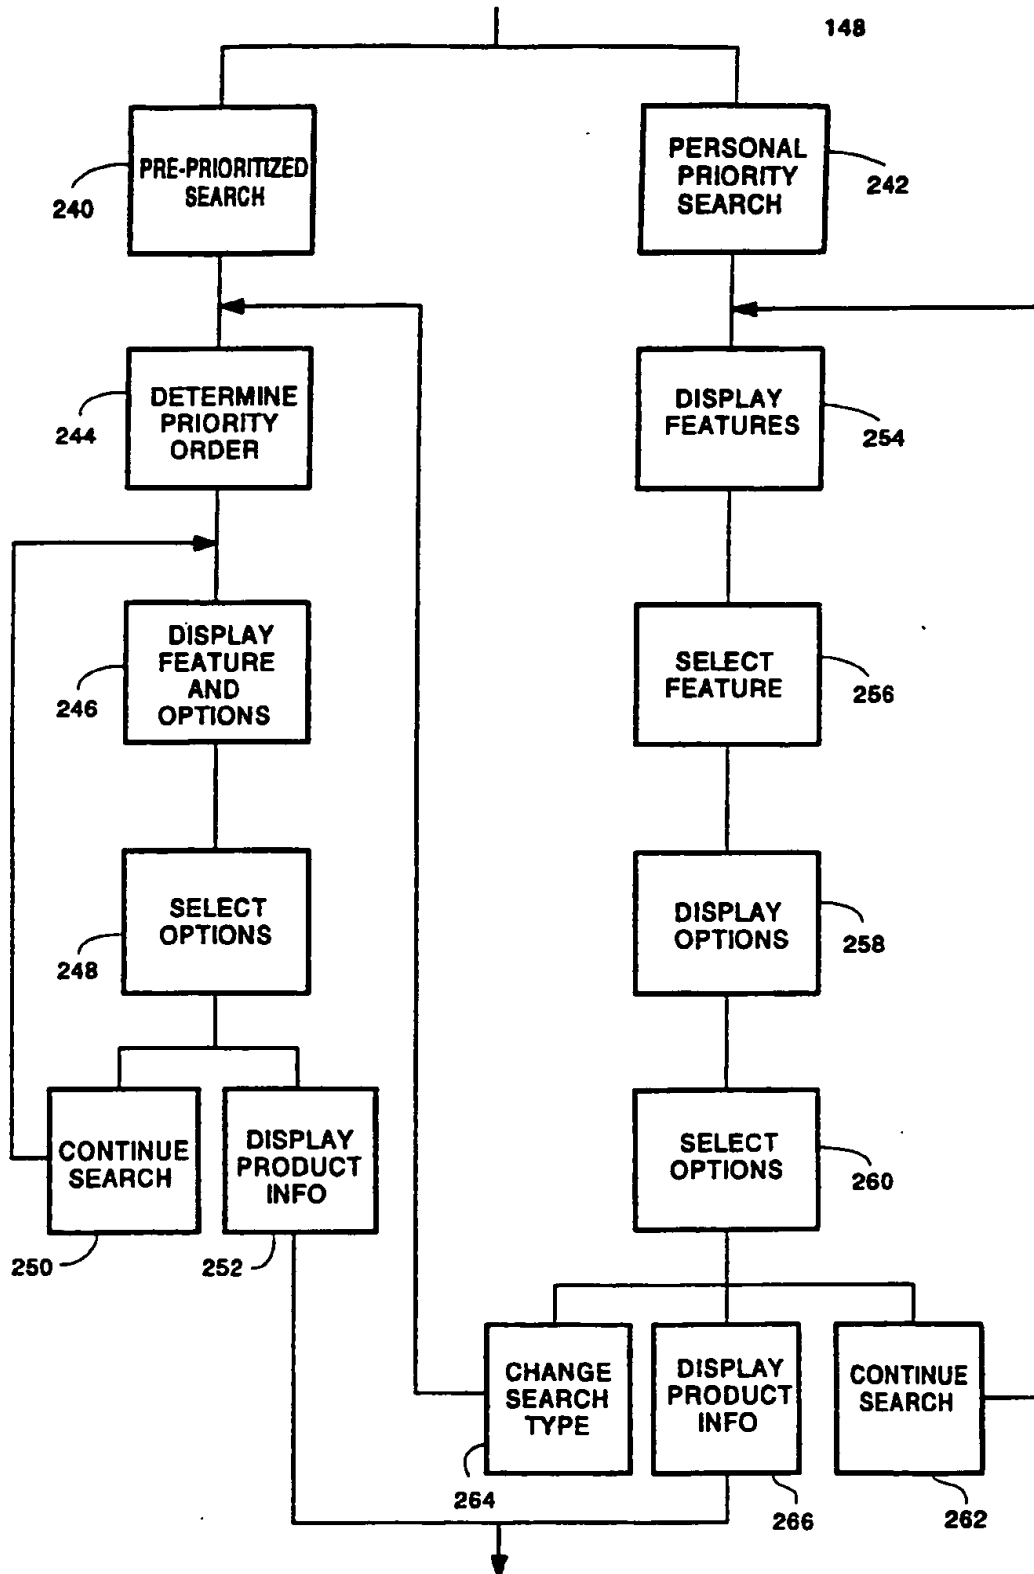 148
PRE-PRIORITIZED
SEARCH
240
PERSONAL
PRIORITY
SEARCH
242
DETERMINE
PRIORITY
ORDER
244
DISPLAY
FEATURES
254
DISPLAY
FEATURE
AND
OPTIONS
246
SELECT
FEATURE
256
SELECT
OPTIONS
248
DISPLAY
OPTIONS
258
CONTINUE
SEARCH
250
DISPLAY
PRODUCT
INFO
252
SELECT
OPTIONS
260
CHANGE
SEARCH
TYPE
264
DISPLAY
PRODUCT
INFO
266
CONTINUE
SEARCH
262